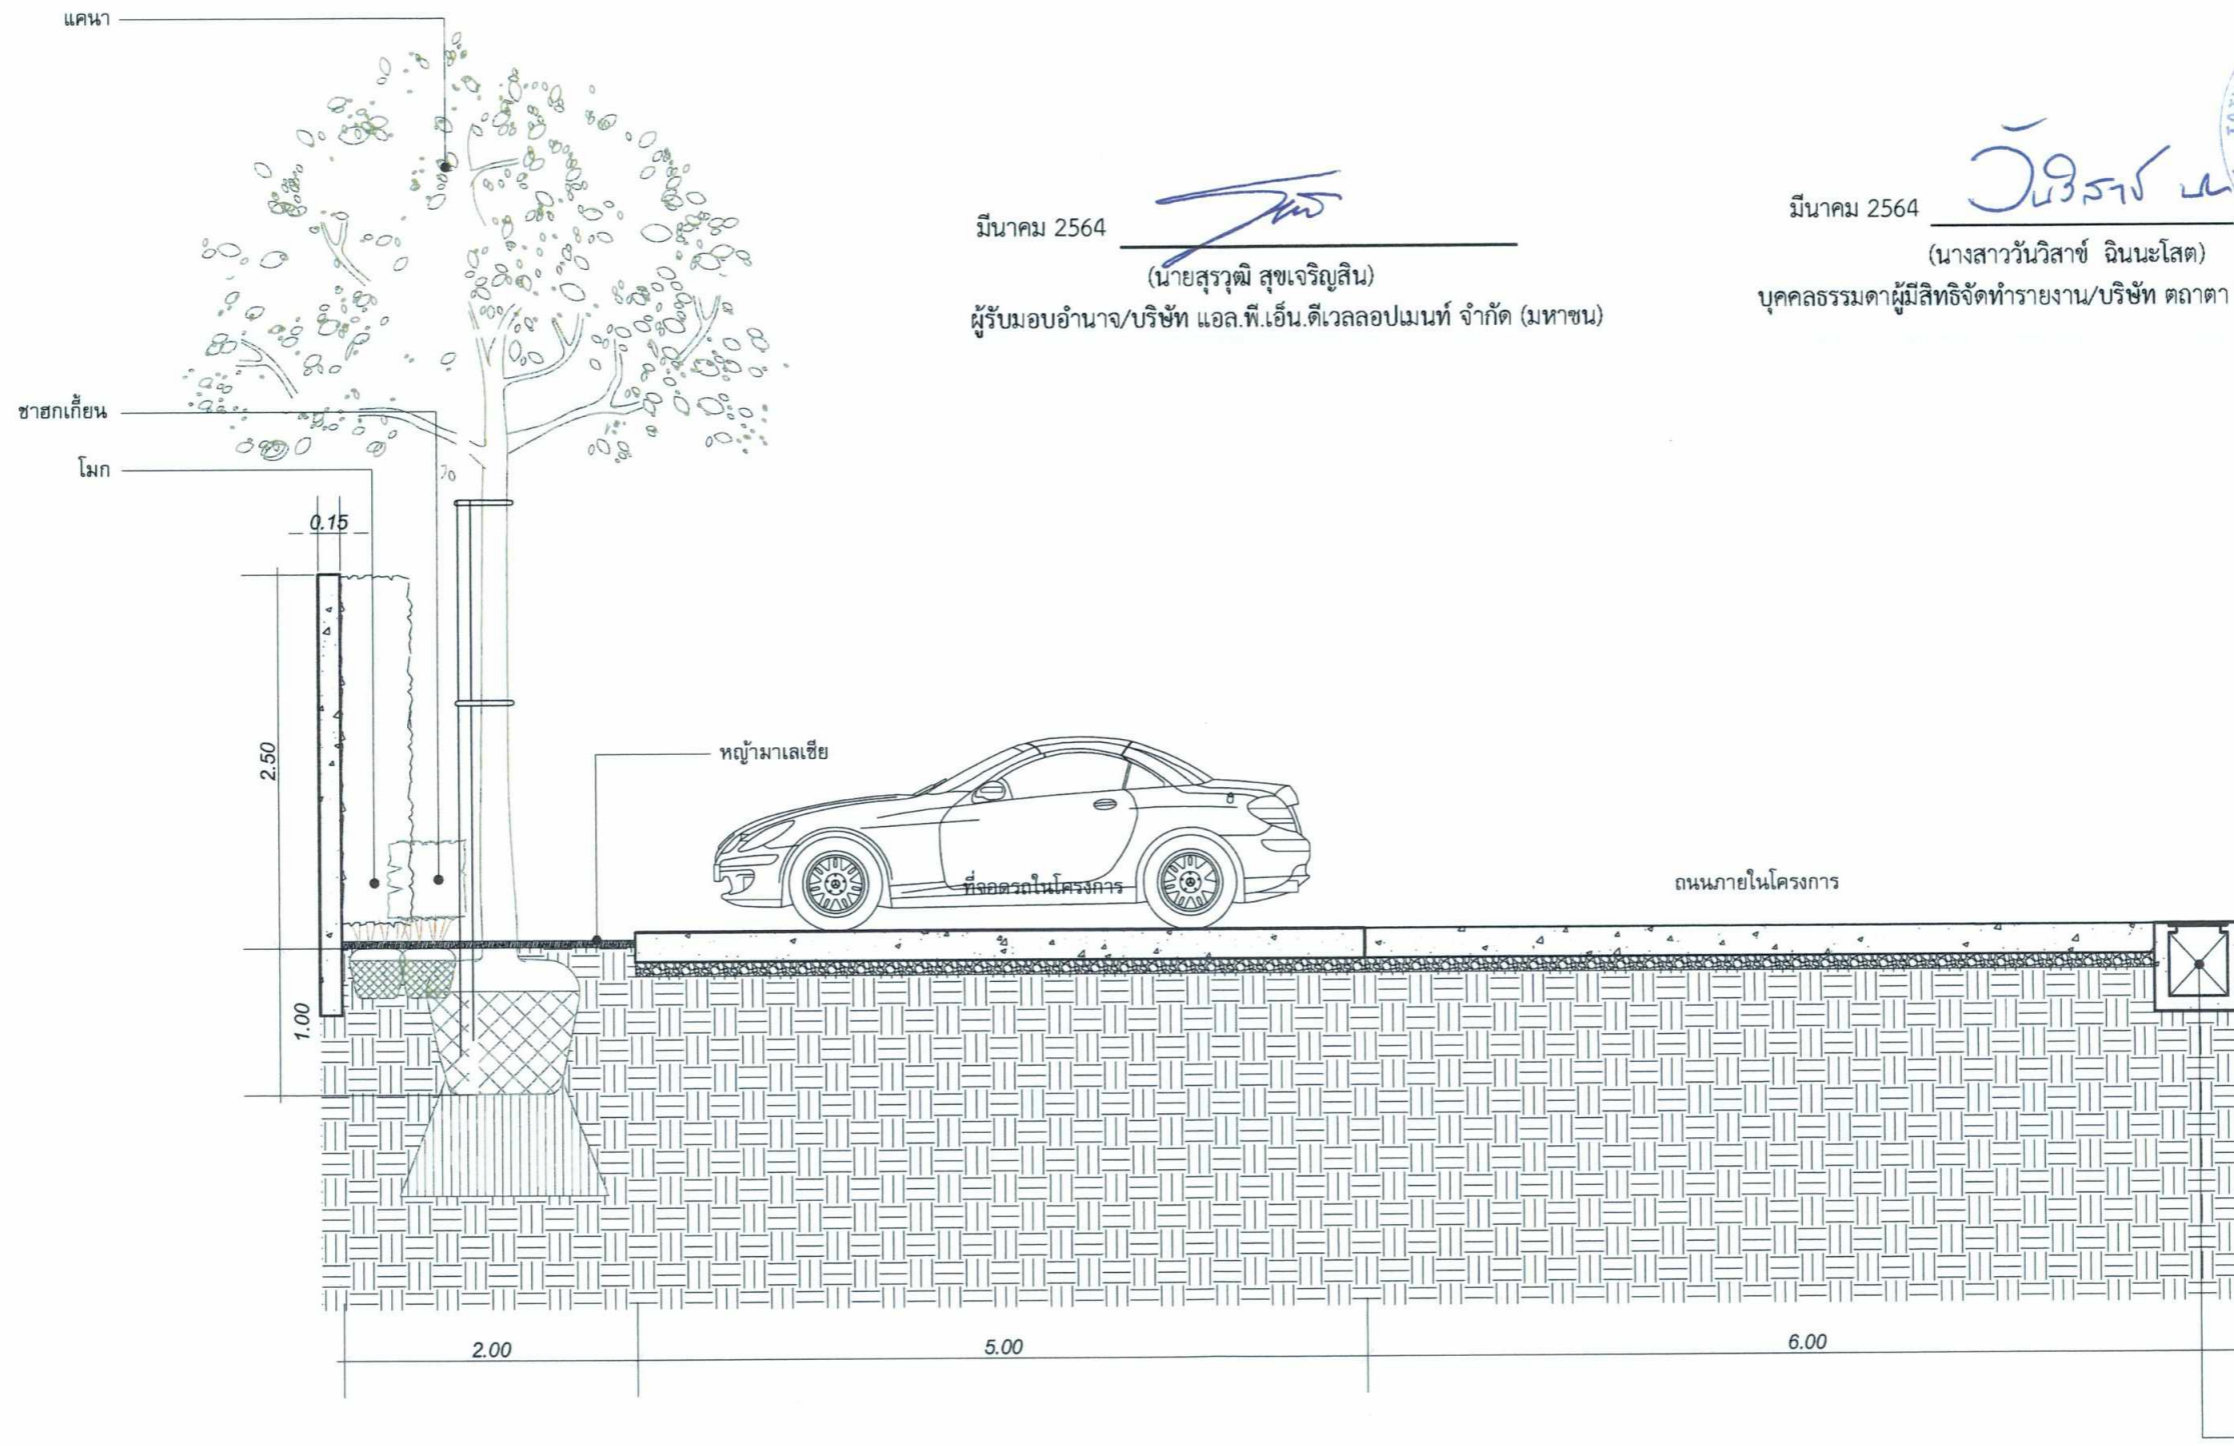 แคนา
มีนาคม 2564
(นายสุรวุฒิ สุขเจริญสิน)
ผู้รับมอบอำนาจ/บริษัท แอล.พี.เอ็น.ดีเวลลอปเมนท์ จำกัด (มหาชน)
มีนาคม 2564
วันวิสาข์
(นางสาววันวิสาข์ ฉินนะโสต)
บุคคลธรรมดาผู้มีสิทธิจัดทำรายงาน/บริษัท ตถาตา
ชาฮกเกี้ยน
โมก
0.15
2.50
หญ้ามาเลเซีย
ที่จอดรถในโครงการ
ถนนภายในโครงการ
1.00
2.00
5.00
6.00